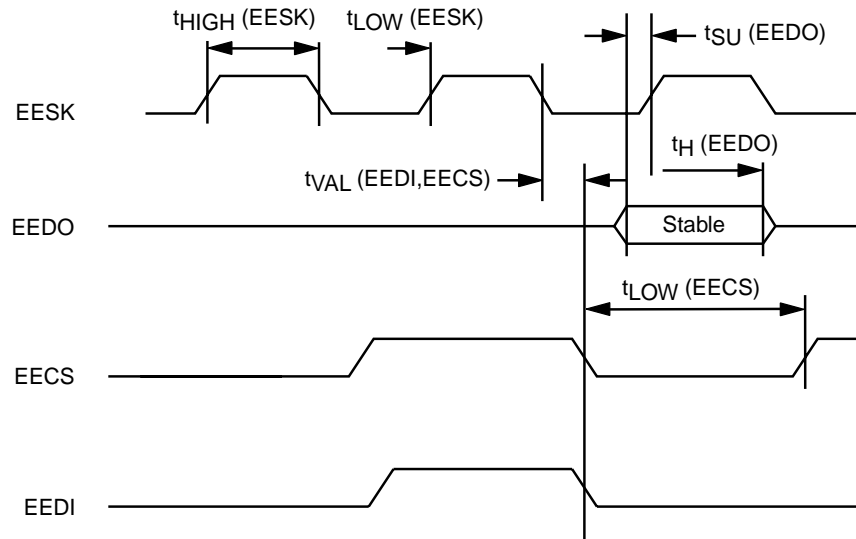 tHIGH (EESK)
tLOW (EESK)
tSU (EEDO)
EESK
tH (EEDO)
tVAL (EEDI,EECS)
EEDO
Stable
tLOW (EECS)
EECS
EEDI